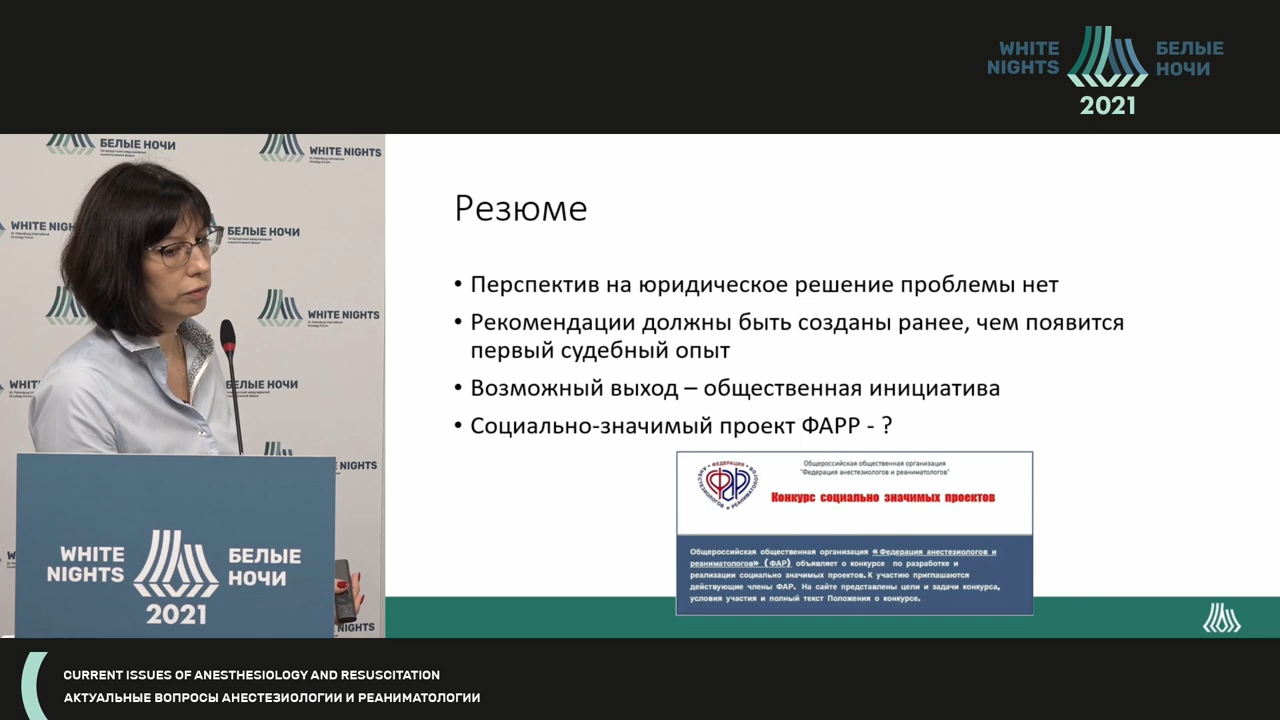 WHITE
NIGHTS
БЕЛЫЕ
НОЧИ
2021
БЕЛЫЕ НОЧИ
WHITE NIGHTS
WHITE NIGH
БЕЛЫЕ НОЧИ
WHITE NIGHTS
WHITE
БЕЛЫЕ НОЧИ
NIGHTS
WHITE
NIGHTS
БЕЛЫЕ
НОЧИ
2021
Резюме
• Перспектив на юридическое решение проблемы нет
• Рекомендации должны быть созданы ранее, чем появится
первый судебный опыт
• Возможный выход – общественная инициатива
• Социально-значимый проект ФАРР - ?
ФЕДЕРАЦИЯ
АНЕСТЕЗИОЛОГОВ И РЕАНИМАТОЛОГОВ
ФАР
Общероссийская общественная организация
"Федерация анестезиологов и реаниматологов"
Конкурс социально значимых проектов
Общероссийская общественная организация «Федерация анестезиологов и
реаниматологов» (ФАР) объявляет о конкурсе по разработке и
реализации социально значимых проектов. К участию приглашаются
действующие члены ФАР. На сайте представлены цели и задачи конкурса,
условия участия и полный текст Положения о конкурсе.
CURRENT ISSUES OF ANESTHESIOLOGY AND RESUSCITATION
АКТУАЛЬНЫЕ ВОПРОСЫ АНЕСТЕЗИОЛОГИИ И РЕАНИМАТОЛОГИИ